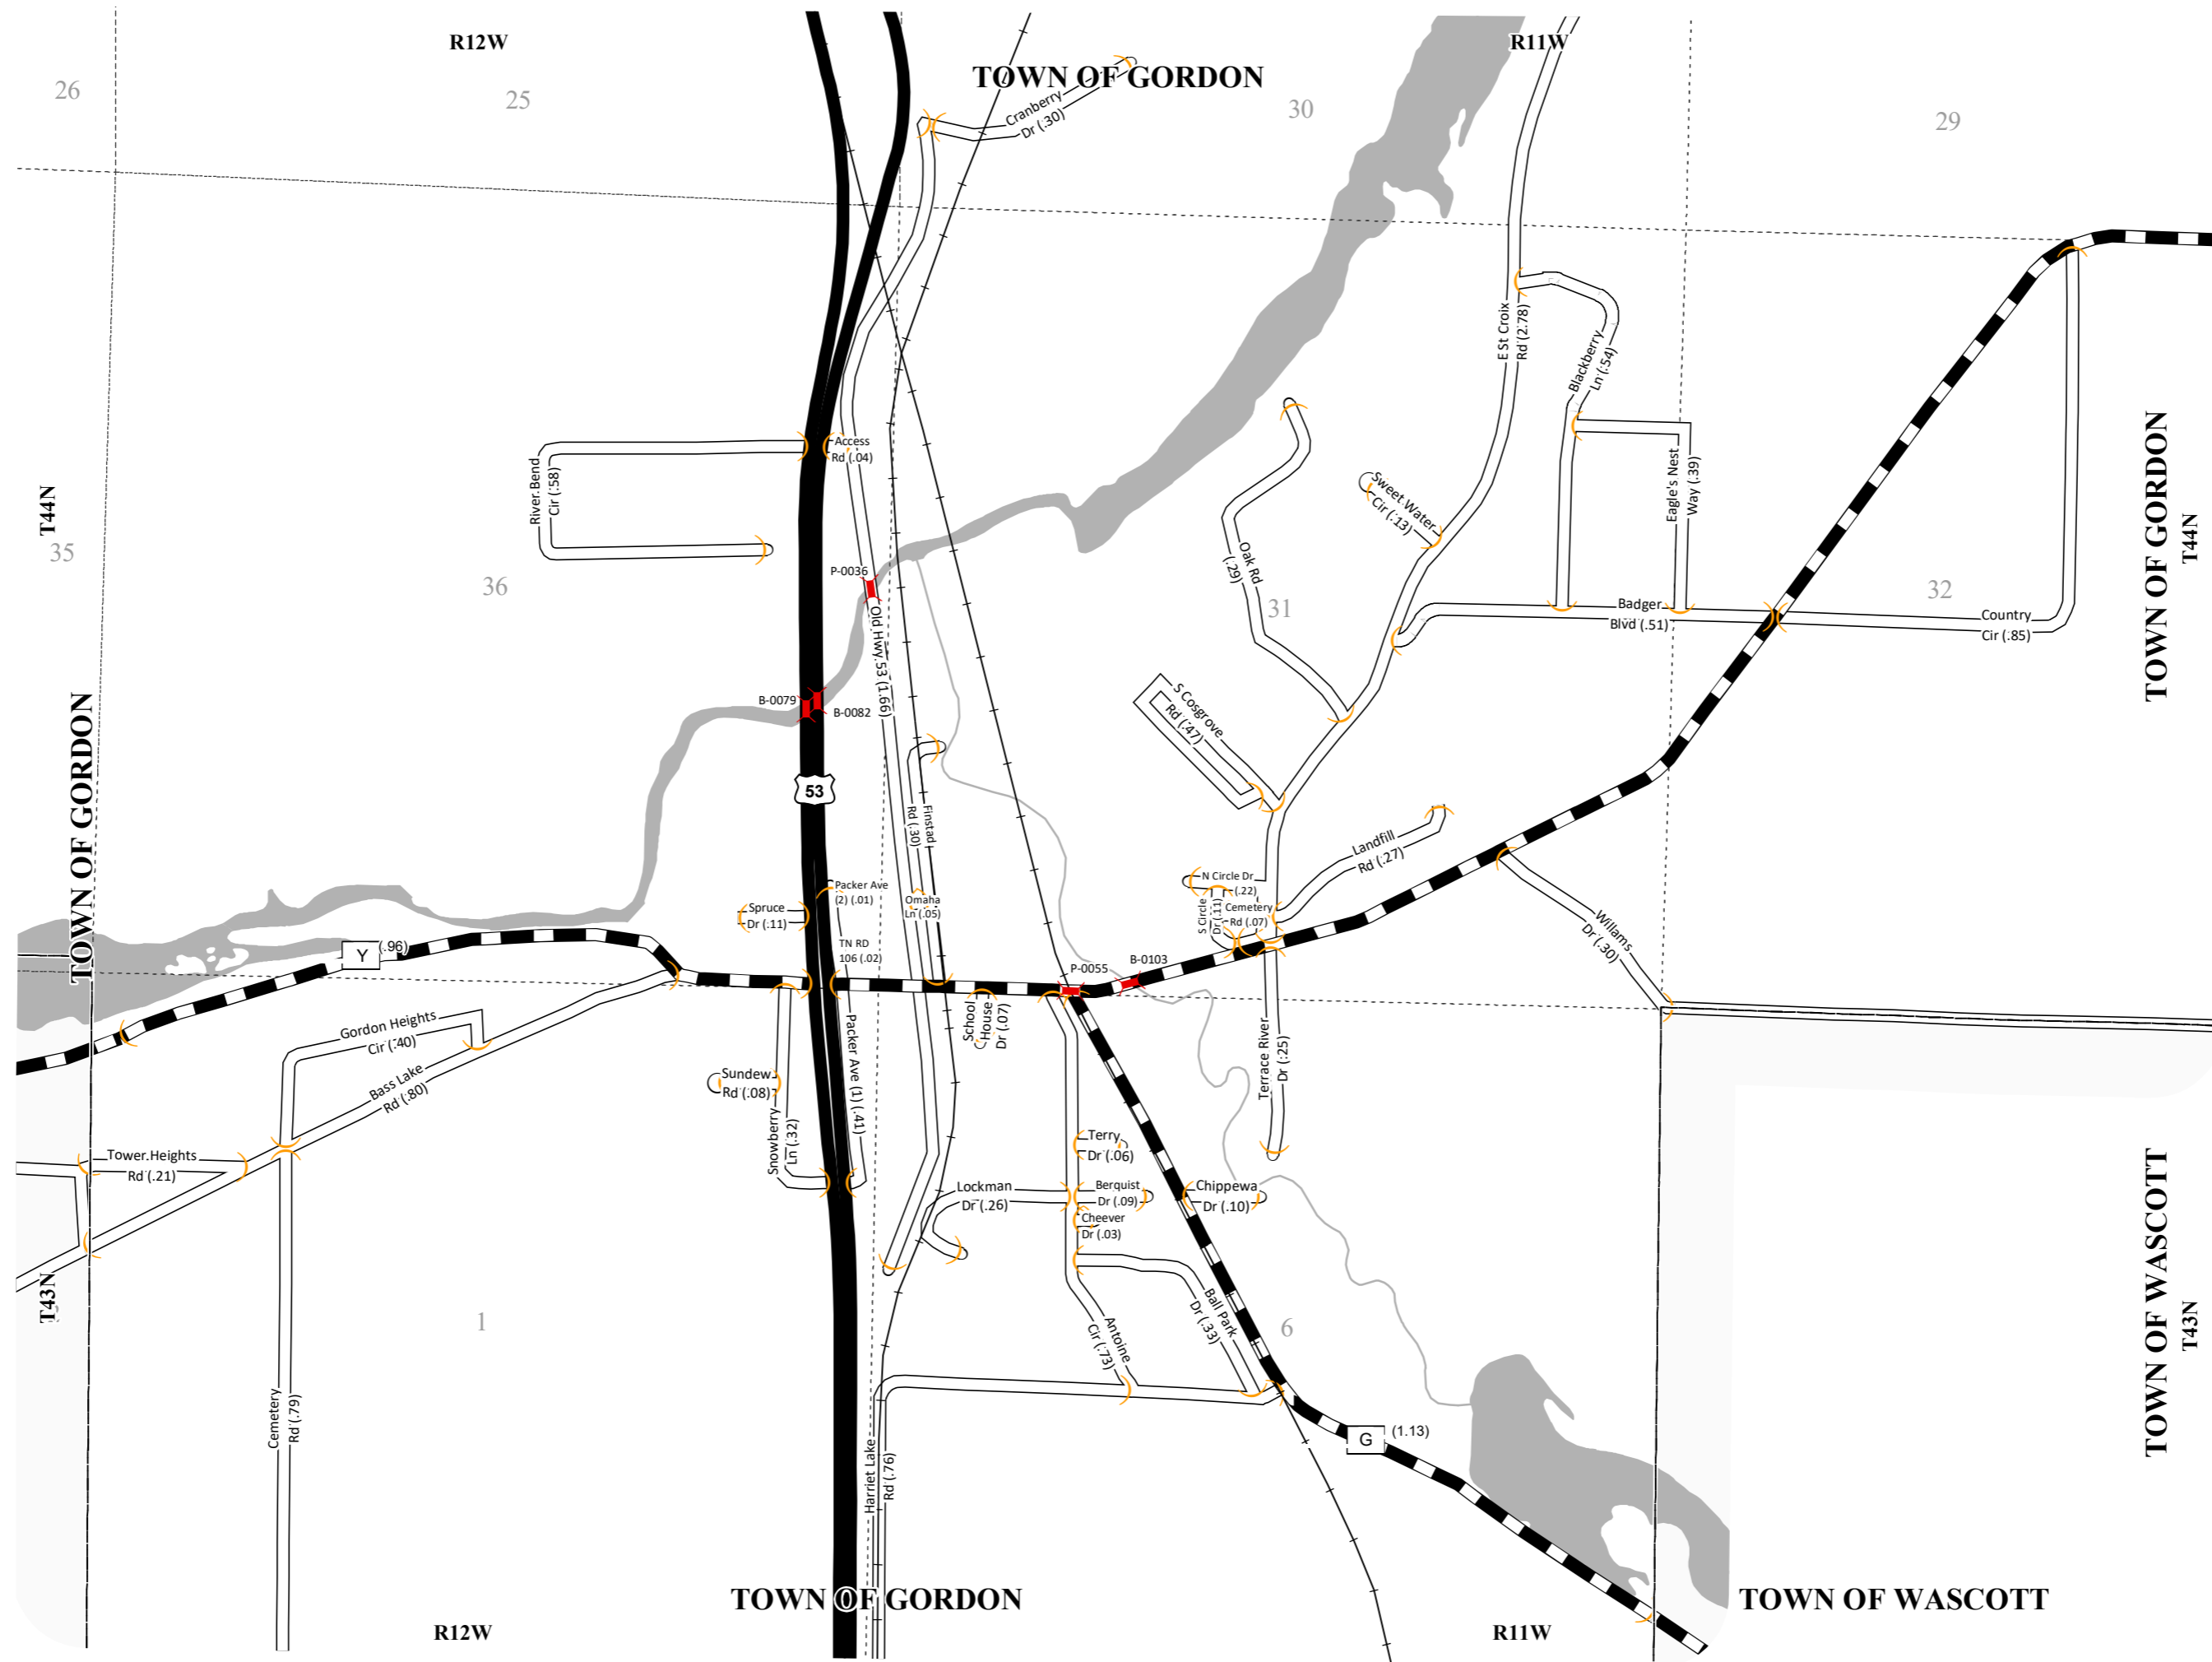 R12W
R11W
TOWN OF GORDON
26
25
30
29
Cranberry
Dr (.30)
E St Croix
Rd (2.78)
Blackberry
Ln (.54)
Access
Rd (.04)
River Bend
Cir (.58)
Eagle's Nest
Way (.39)
Sweet Water
Cir (.13)
TOWN OF GORDON
T44N
T44N
35
36
31
32
Oak Rd
(.29)
P-0036
Old Hwy 53 (1.66)
Badger
Blvd (.51)
Country
Cir (.85)
S Cosgrove
Rd (.47)
B-0079
B-0082
TOWN OF GORDON
53
Finstad
Rd (.30)
Landfill
Rd (.27)
N Circle Dr
(.22)
S Circle
Dr (.11)
Cemetery
Rd (.07)
Packer Ave
(2) (.01)
Omaha
Ln (.05)
Spruce
Dr (.11)
Willams
Dr (.30)
Y
(.96)
TN RD
106 (.02)
P-0055
B-0103
School
House
Dr (.07)
Gordon Heights
Cir (.40)
Bass Lake
Rd (.80)
Packer Ave (1) (.41)
Terrace River
Dr (.25)
Sundew
Rd (.08)
Snowberry
Ln (.32)
Terry
Dr (.06)
Tower Heights
Rd (.21)
Lockman
Dr (.26)
Berquist
Dr (.09)
Chippewa
Dr (.10)
Cheever
Dr (.03)
T43N
T43N
1
6
Antoine
Cir (.73)
Ball Park
Dr (.33)
TOWN OF WASCOTT
Cemetery
Rd (.79)
Harriet Lake
Rd (.76)
G
(1.13)
TOWN OF GORDON
TOWN OF WASCOTT
R12W
R11W